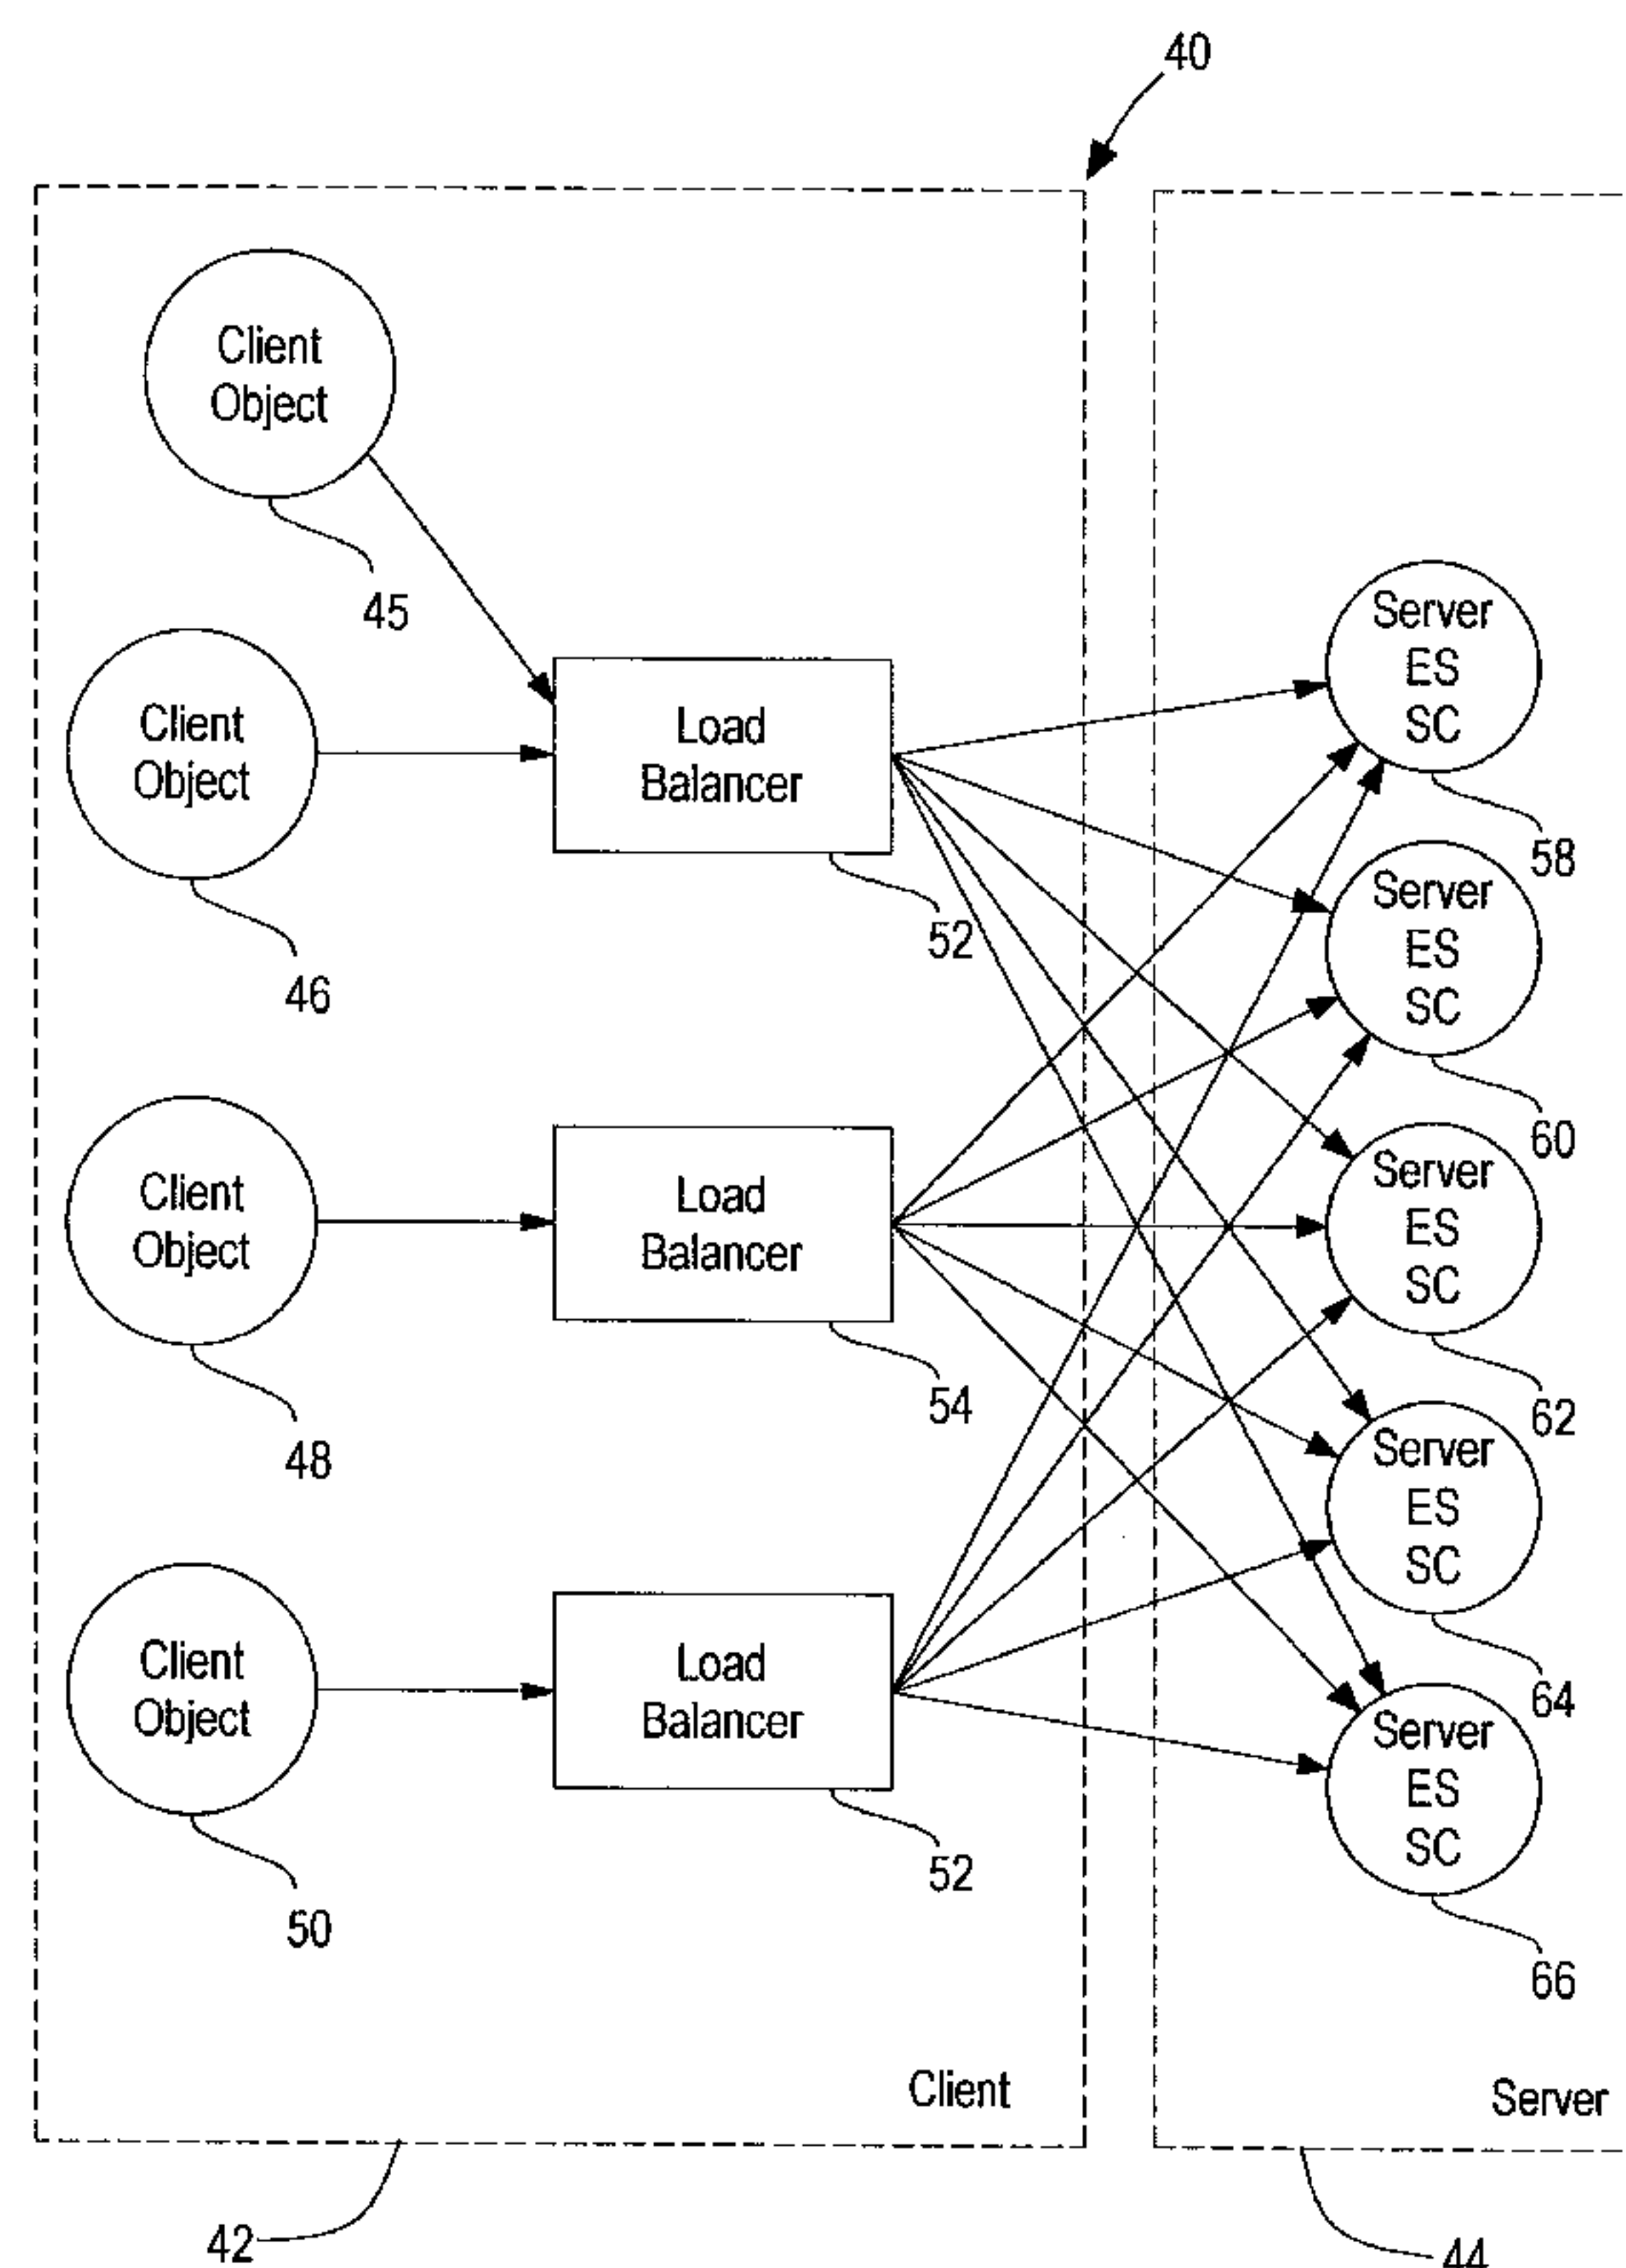 40
Client
Object
45
Client
Object
46
Load
Balancer
52
Client
Object
48
Load
Balancer
54
Client
Object
50
Load
Balancer
52
Client
42
Server
ES
SC
58
Server
ES
SC
60
Server
ES
SC
62
Server
ES
SC
64
Server
ES
SC
66
Server
44